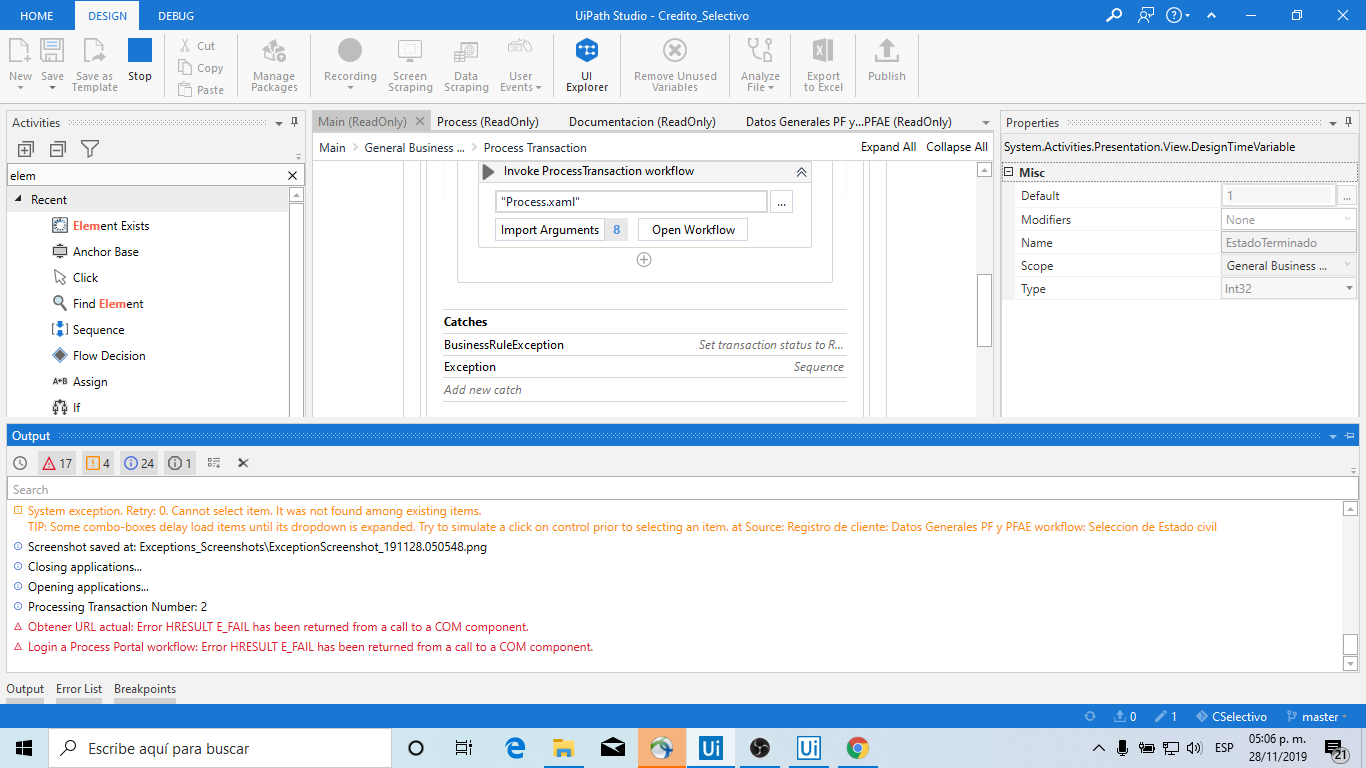 HOME DESIGN DEBUG UiPath Studio - Credito_Selectivo
New Save Save as Template Stop
Cut
Copy
Paste
Manage Packages
Recording
Screen Scraping
Data Scraping
User Events
UI Explorer
Remove Unused Variables
Analyze File
Export to Excel
Publish
Activities
elem
Recent
Element Exists
Anchor Base
Click
Find Element
Sequence
Flow Decision
A+B Assign
If
Main (ReadOnly) Process (ReadOnly) Documentacion (ReadOnly) Datos Generales PF y...PFAE (ReadOnly)
Main > General Business ... > Process Transaction Expand All Collapse All
Invoke ProcessTransaction workflow
"Process.xaml" ...
Import Arguments 8 Open Workflow
Catches
BusinessRuleException Set transaction status to R...
Exception Sequence
Add new catch
Properties
System.Activities.Presentation.View.DesignTimeVariable
Misc
Default 1 ...
Modifiers None
Name EstadoTerminado
Scope General Business ...
Type Int32
Output
17 4 24 1
Search
System exception. Retry: 0. Cannot select item. It was not found among existing items.
TIP: Some combo-boxes delay load items until its dropdown is expanded. Try to simulate a click on control prior to selecting an item. at Source: Registro de cliente: Datos Generales PF y PFAE workflow: Seleccion de Estado civil
Screenshot saved at: Exceptions_Screenshots\ExceptionScreenshot_191128.050548.png
Closing applications...
Opening applications...
Processing Transaction Number: 2
Obtener URL actual: Error HRESULT E_FAIL has been returned from a call to a COM component.
Login a Process Portal workflow: Error HRESULT E_FAIL has been returned from a call to a COM component.
Output Error List Breakpoints
0 1 CSelectivo master
Escribe aquí para buscar
Ui Ui
ESP
05:06 p. m.
28/11/2019
21